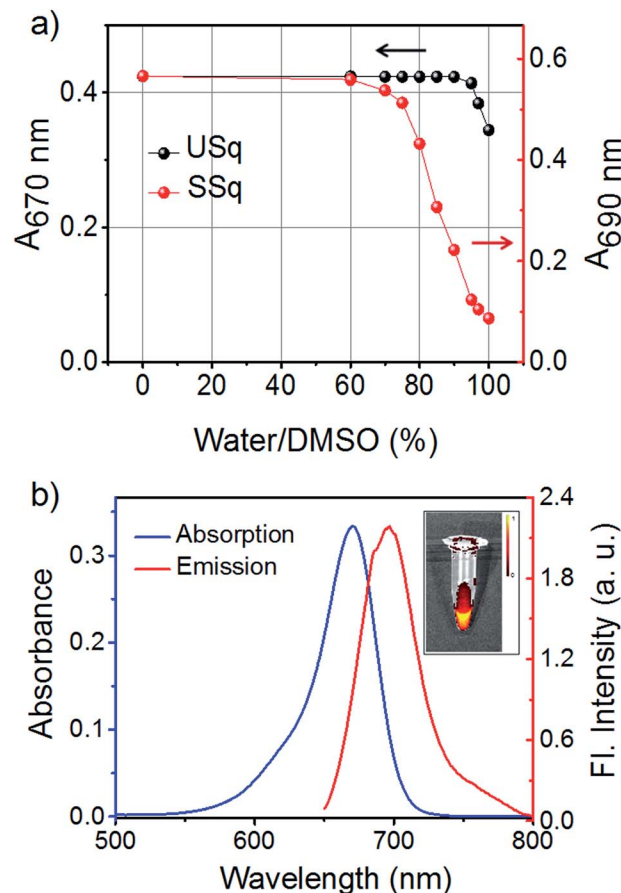 a)
0.4
0.2
0.0
A670 nm
USq
SSq
0.6
0.4
0.2
0.0
A690 nm
0 20 40 60 80 100
Water/DMSO (%)
b)
Absorption
Emission
0.3
0.2
0.1
0.0
Absorbance
1
0
2.4
1.8
1.2
0.6
0.0
Fl. Intensity (a. u.)
500 600 700 800
Wavelength (nm)